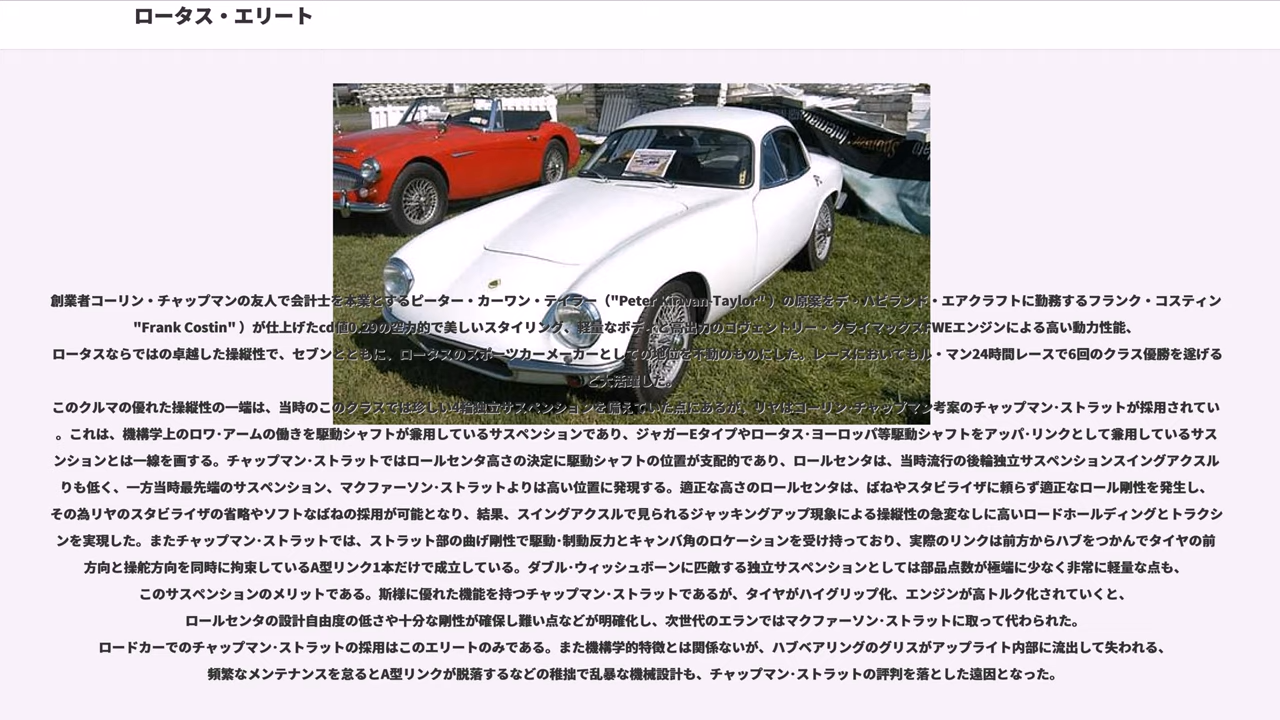 ロータス・エリート
創業者コーリン・チャップマンの友人で会計士を本業とするピーター・カーワン・テイラー（"Peter Kirwan-Taylor" ）の原案をデ・ハビランド・エアクラフトに勤務するフランク・コスティン
"Frank Costin" ）が仕上げたcd値0.29の空力的で美しいスタイリング、軽量なボディと高出力のコヴェントリー・クライマックスFWEエンジンによる高い動力性能、
ロータスならではの卓越した操縦性で、セブンとともに、ロータスのスポーツカーメーカーとしての地位を不動のものにした。レースにおいてもル・マン24時間レースで6回のクラス優勝を遂げる
ど大活躍した。
このクルマの優れた操縦性の一端は、当時のこのクラスでは珍しい4輪独立サスペンションを備えていた点にあるが、リヤはコーリン･チャップマン考案のチャップマン･ストラットが採用されてい
。これは、機構学上のロワ･アームの働きを駆動シャフトが兼用しているサスペンションであり、ジャガーEタイプやロータス･ヨーロッパ等駆動シャフトをアッパ･リンクとして兼用しているサス
ンションとは一線を画する。チャップマン･ストラットではロールセンタ高さの決定に駆動シャフトの位置が支配的であり、ロールセンタは、当時流行の後輪独立サスペンションスイングアクスル
りも低く、一方当時最先端のサスペンション、マクファーソン･ストラットよりは高い位置に発現する。適正な高さのロールセンタは、ばねやスタビライザに頼らず適正なロール剛性を発生し、
その為リヤのスタビライザの省略やソフトなばねの採用が可能となり、結果、スイングアクスルで見られるジャッキングアップ現象による操縦性の急変なしに高いロードホールディングとトラクシ
ンを実現した。またチャップマン･ストラットでは、ストラット部の曲げ剛性で駆動･制動反力とキャンバ角のロケーションを受け持っており、実際のリンクは前方からハブをつかんでタイヤの前
方向と操舵方向を同時に拘束しているA型リンク1本だけで成立している。ダブル･ウィッシュボーンに匹敵する独立サスペンションとしては部品点数が極端に少なく非常に軽量な点も、
このサスペンションのメリットである。斯様に優れた機能を持つチャップマン･ストラットであるが、タイヤがハイグリップ化、エンジンが高トルク化されていくと、
ロールセンタの設計自由度の低さや十分な剛性が確保し難い点などが明確化し、次世代のエランではマクファーソン･ストラットに取って代わられた。
ロードカーでのチャップマン･ストラットの採用はこのエリートのみである。また機構学的特徴とは関係ないが、ハブベアリングのグリスがアップライト内部に流出して失われる、
頻繁なメンテナンスを怠るとA型リンクが脱落するなどの稚拙で乱暴な機械設計も、チャップマン･ストラットの評判を落とした遠因となった。